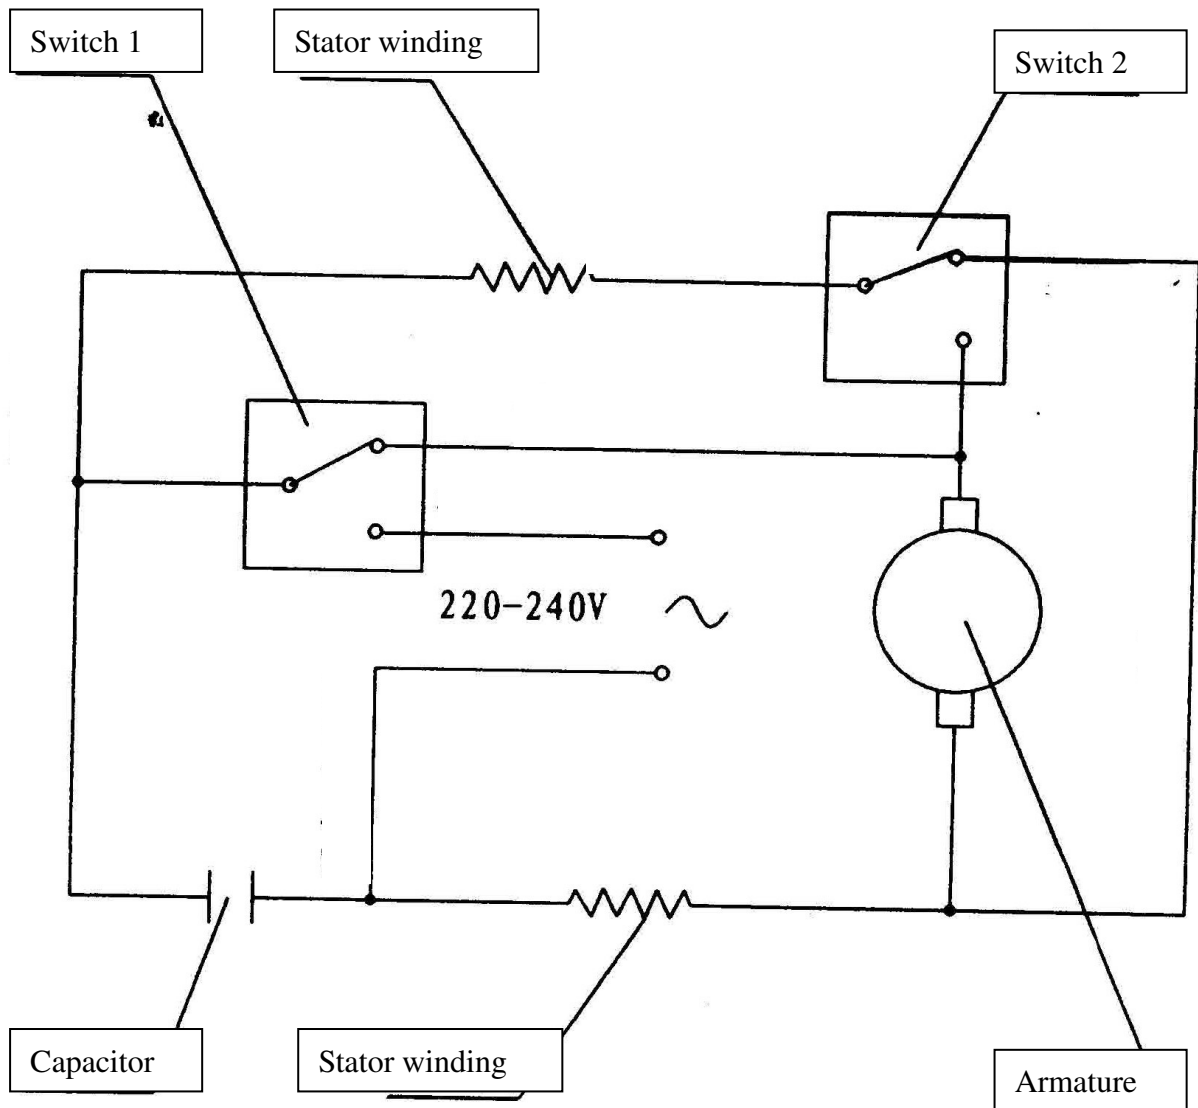 Switch 1
Stator winding
Switch 2
220-240V
Capacitor
Stator winding
Armature